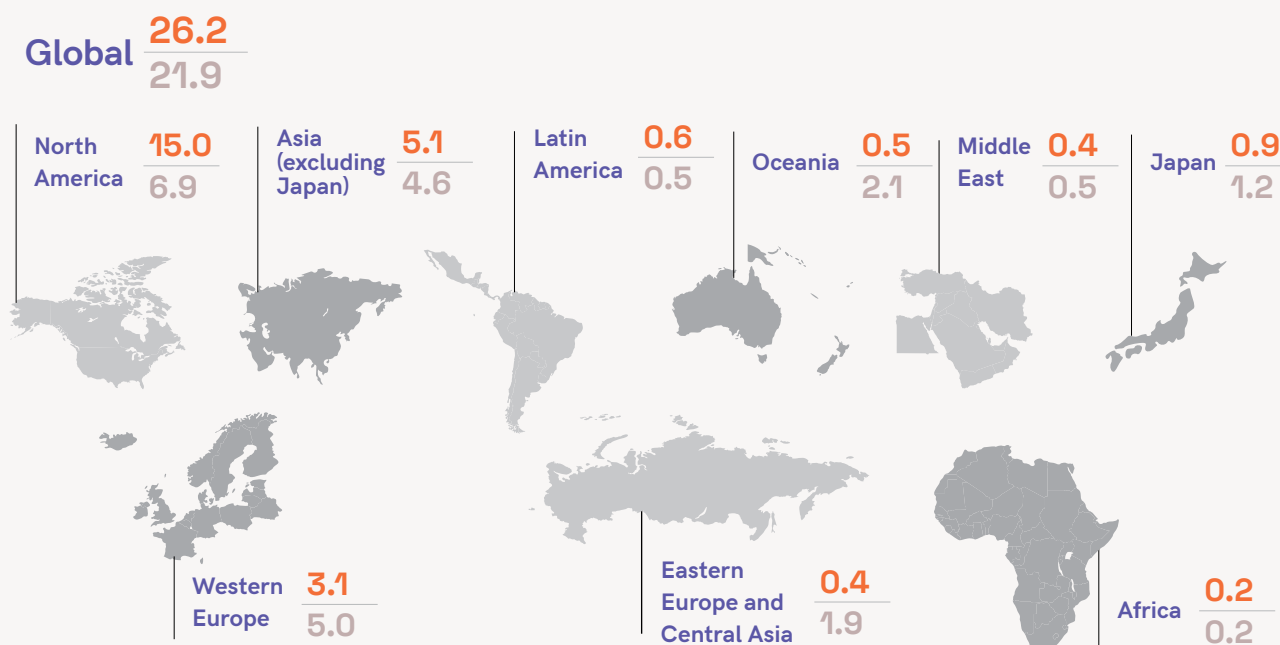 Global
26.2
21.9
North
America
15.0
6.9
Asia
(excluding
Japan)
5.1
4.6
Latin
America
0.6
0.5
Oceania
0.5
2.1
Middle
East
0.4
0.5
Japan
0.9
1.2
Western
Europe
3.1
5.0
Eastern
Europe and
Central Asia
0.4
1.9
Africa
0.2
0.2